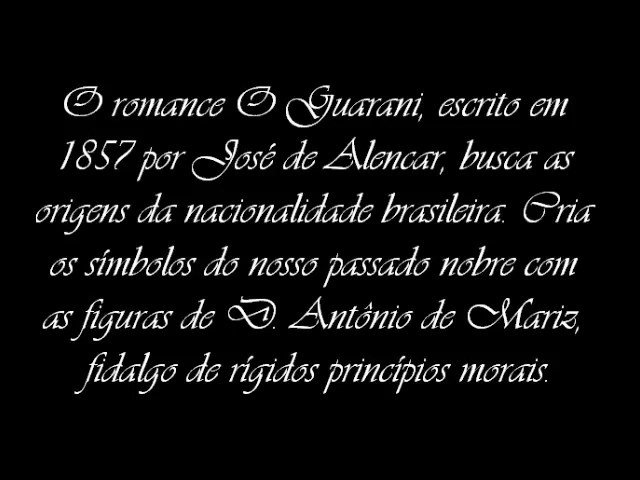 O romance O Guarani, escrito em
1857 por José de Alencar, busca as
origens da nacionalidade brasileira. Cria
os símbolos do nosso passado nobre com
as figuras de D. Antônio de Mariz,
fidalgo de rígidos princípios morais.